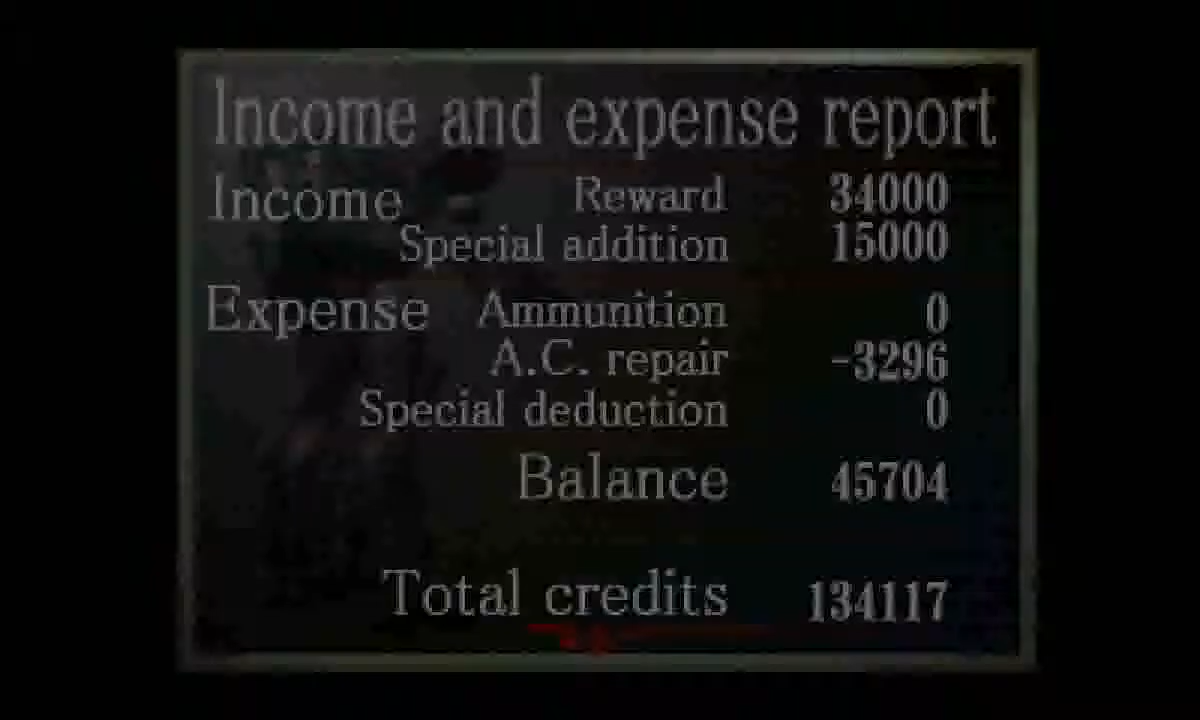 Income and expense report
Income Reward 34000
Special addition 15000
Expense Ammunition 0
A.C. repair -3296
Special deduction 0
Balance 45704
Total credits 134117